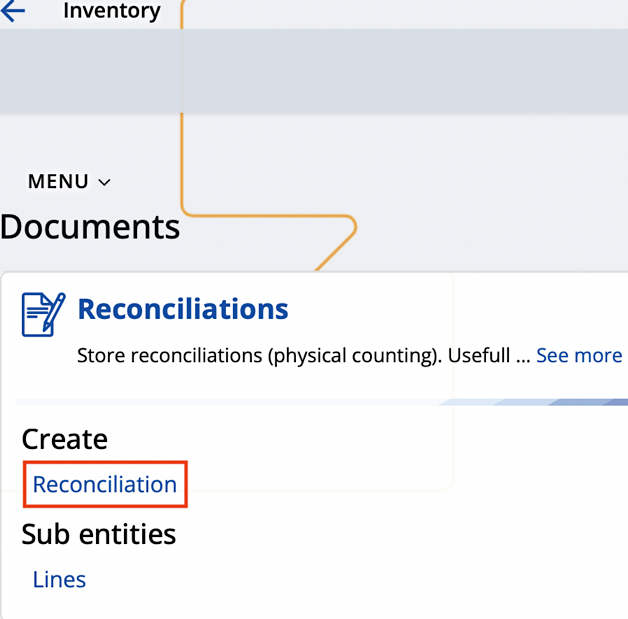 Inventory
MENU
Documents
Reconciliations
Store reconciliations (physical counting). Usefull ... See more
Create
Reconciliation
Sub entities
Lines